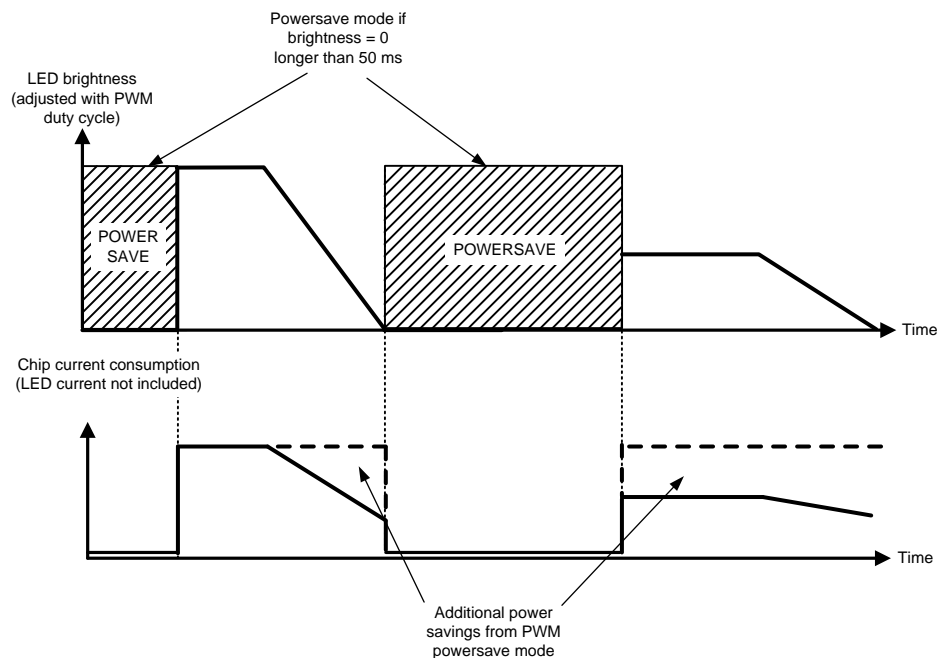 Powersave mode if
brightness = 0
longer than 50 ms
LED brightness
(adjusted with PWM
duty cycle)
POWER
SAVE
POWERSAVE
Time
Chip current consumption
(LED current not included)
Time
Additional power
savings from PWM
powersave mode